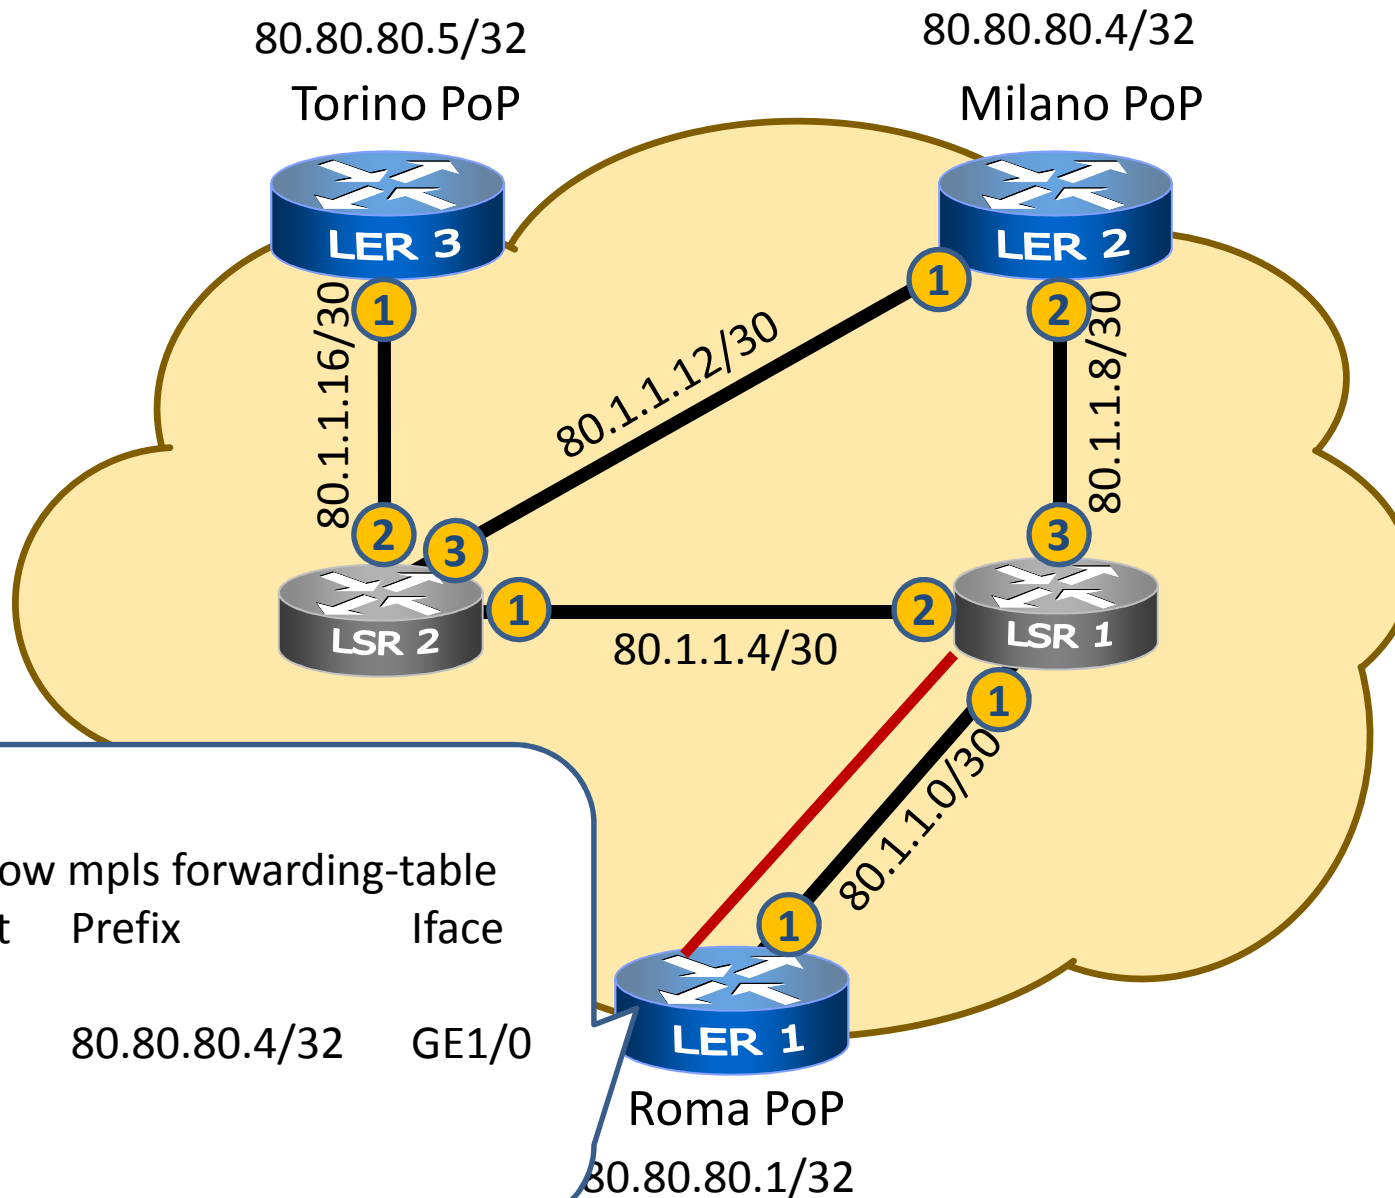 80.80.80.5/32
80.80.80.4/32
Torino PoP
Milano PoP
LER 3
LER 2
1
1
2
80.1.1.16/30
80.1.1.12/30
80.1.1.8/30
2
3
3
1
2
LSR 2
LSR 1
80.1.1.4/30
1
80.1.1.0/30
mpls forwarding-table
Prefix Iface
1
80.80.80.4/32 GE1/0
LER 1
Roma PoP
80.80.80.1/32